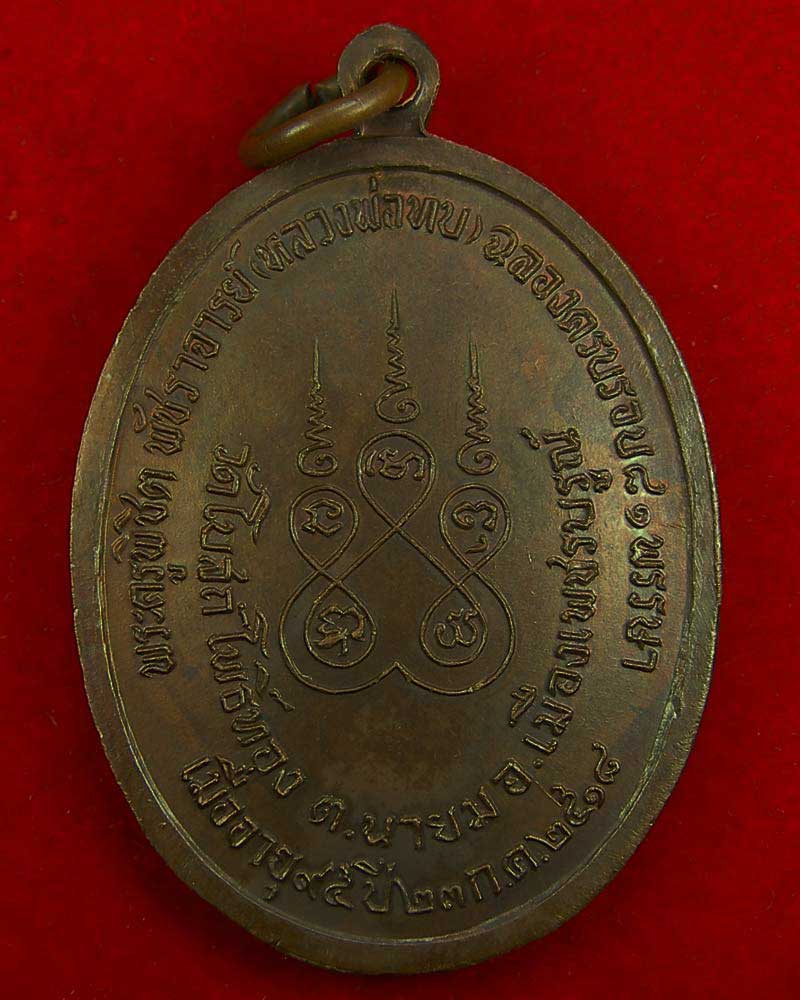 พระครูพิชิต พัชราจารย์ (หลวงพ่อทบ) ฉลองครบรอบ ๘๑ พรรษา
วัดโบสถ์ โพธิ์ทอง ต.นายม อ.เมืองเพชรบูรณ์
เมื่ออายุ ๙๕ ปี ๒๓ ก.ค. ๒๕๑๘